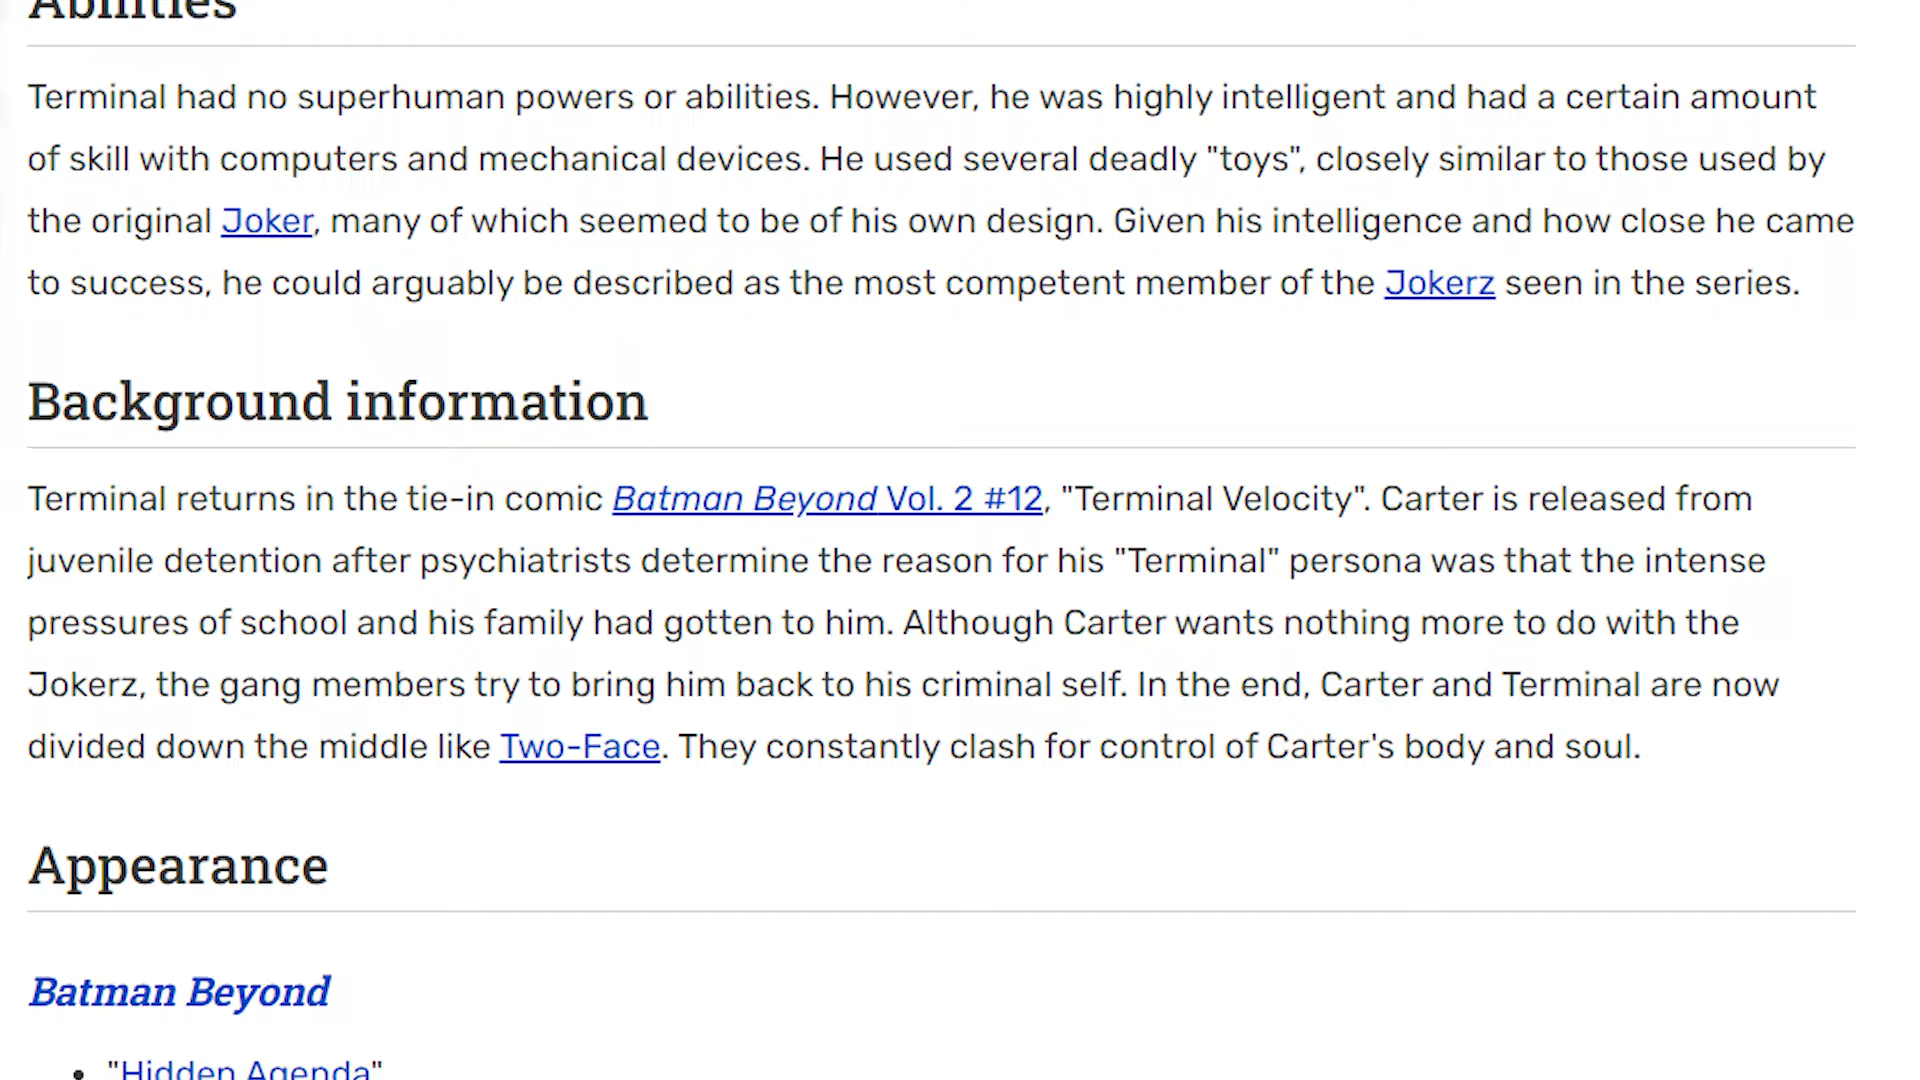 Abilities
Terminal had no superhuman powers or abilities. However, he was highly intelligent and had a certain amount
of skill with computers and mechanical devices. He used several deadly "toys", closely similar to those used by
the original Joker, many of which seemed to be of his own design. Given his intelligence and how close he came
to success, he could arguably be described as the most competent member of the Jokerz seen in the series.
Background information
Terminal returns in the tie-in comic Batman Beyond Vol. 2 #12, "Terminal Velocity". Carter is released from
juvenile detention after psychiatrists determine the reason for his "Terminal" persona was that the intense
pressures of school and his family had gotten to him. Although Carter wants nothing more to do with the
Jokerz, the gang members try to bring him back to his criminal self. In the end, Carter and Terminal are now
divided down the middle like Two-Face. They constantly clash for control of Carter's body and soul.
Appearance
Batman Beyond
• "Hidden Agenda"